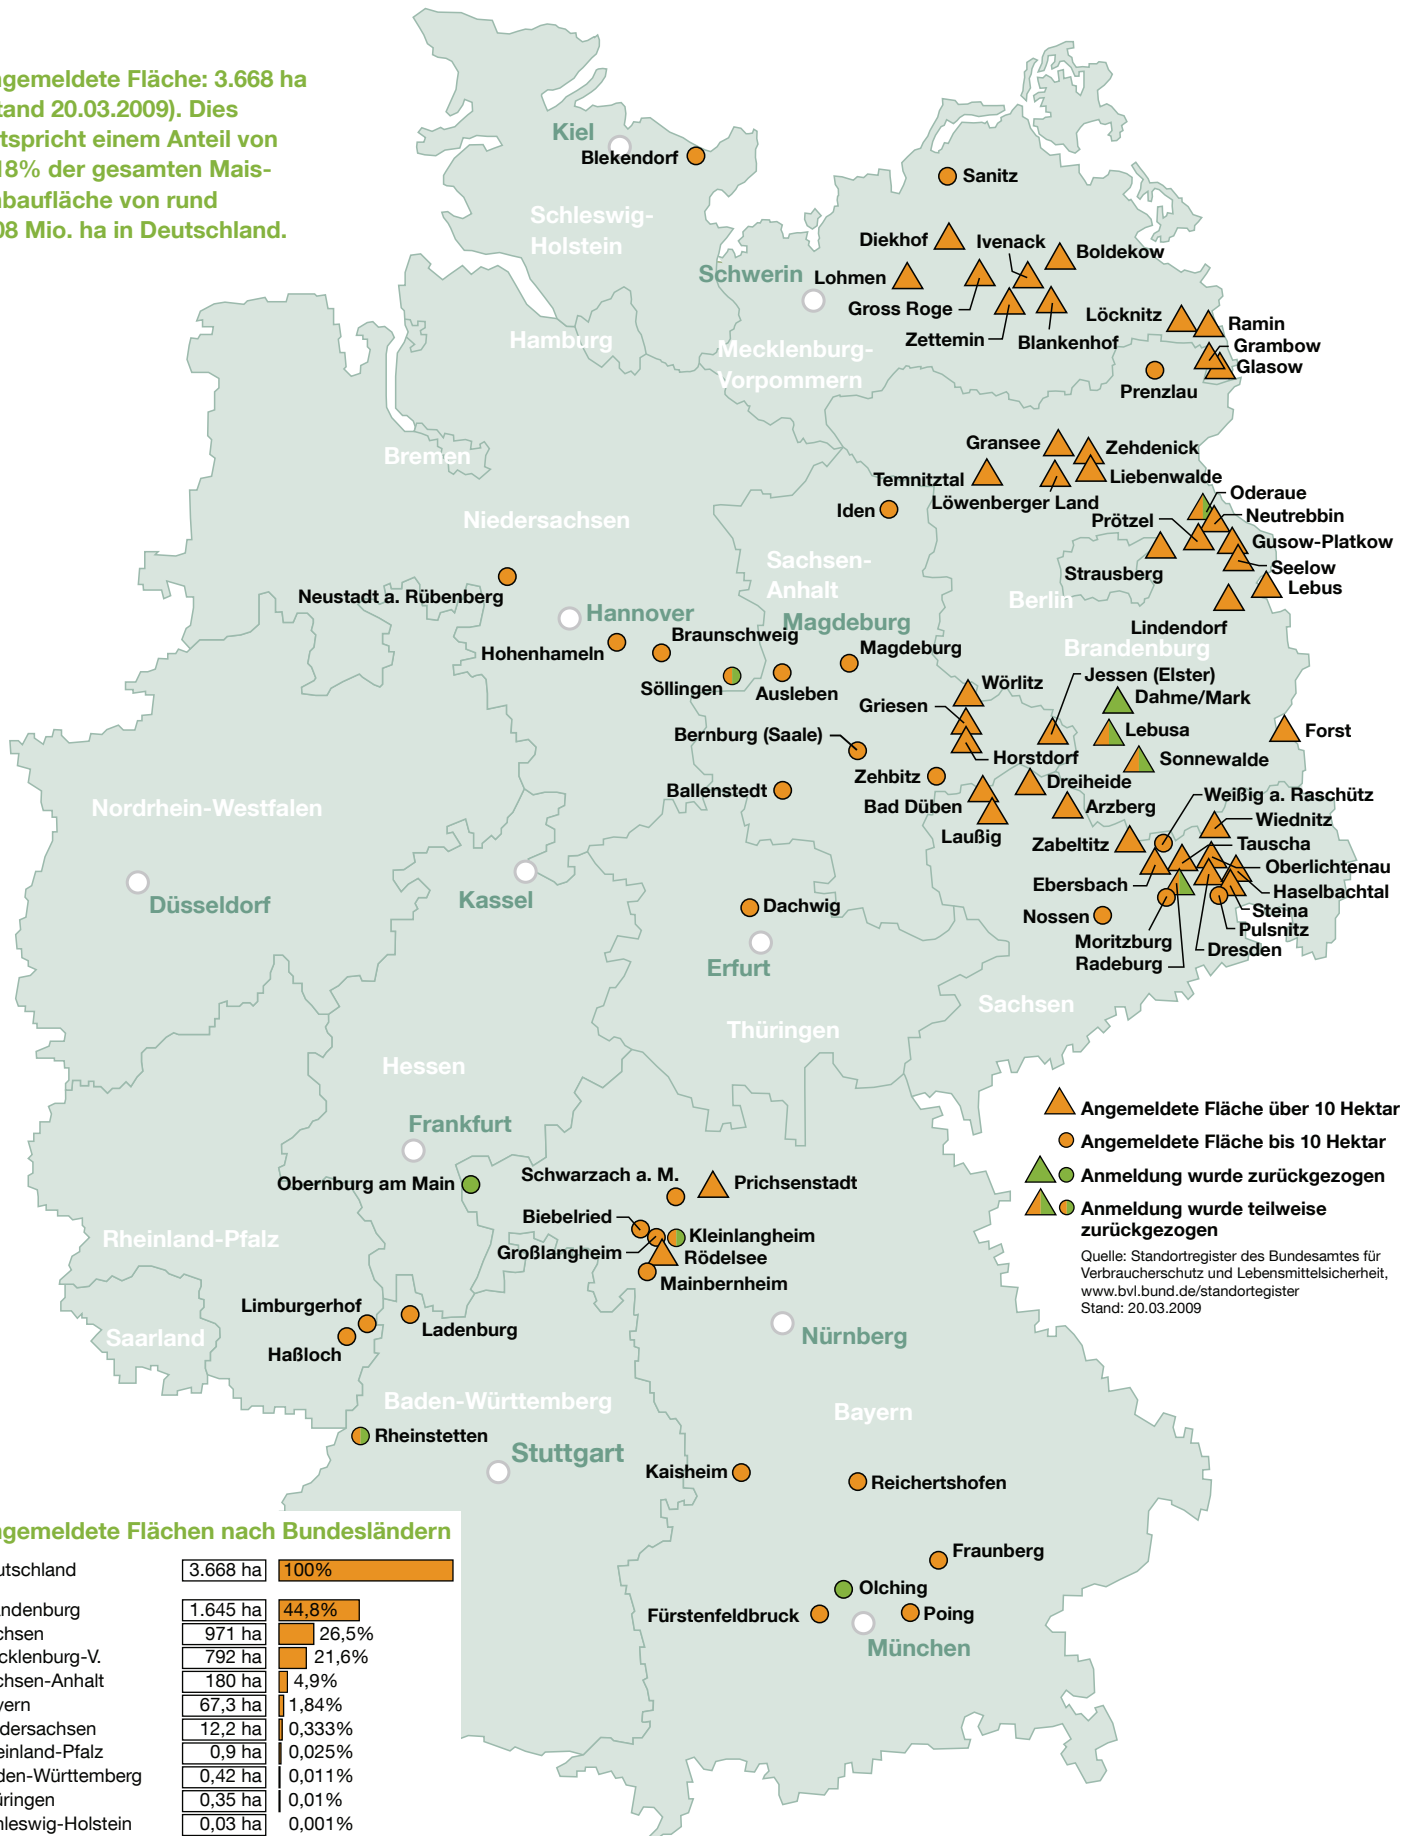 ngemeldete Fläche: 3.668 ha
tand 20.03.2009). Dies
tspricht einem Anteil von
18% der gesamten Mais-
nbaufläche von rund
08 Mio. ha in Deutschland.
Kiel
Blekendorf
Sanitz
Schleswig-
Holstein
Diekhof
Ivenack
Boldekow
Schwerin
Lohmen
Gross Roge
Löcknitz
Ramin
Hamburg
Zettemin
Blankenhof
Grambow
Mecklenburg-
Vorpommern
Glasow
Prenzlau
Bremen
Gransee
Zehdenick
Temnitztal
Liebenwalde
Löwenberger Land
Oderaue
Iden
Niedersachsen
Prötzel
Neutrebbin
Gusow-Platkow
Sachsen-
Anhalt
Strausberg
Seelow
Lebus
Neustadt a. Rübenberg
Berlin
Hannover
Magdeburg
Lindendorf
Braunschweig
Hohenhameln
Magdeburg
Brandenburg
Söllingen
Ausleben
Jessen (Elster)
Wörlitz
Dahme/Mark
Griesen
Bernburg (Saale)
Lebusa
Forst
Horstdorf
Sonnewalde
Zehbitz
Ballenstedt
Dreiheide
Weißig a. Raschütz
Nordrhein-Westfalen
Bad Düben
Arzberg
Wiednitz
Laußig
Zabeltitz
Tauscha
Oberlichtenau
Ebersbach
Haselbachtal
Düsseldorf
Kassel
Dachwig
Nossen
Steina
Pulsnitz
Moritzburg
Dresden
Radeburg
Erfurt
Sachsen
Thüringen
Hessen
Frankfurt
Angemeldete Fläche über 10 Hektar
Angemeldete Fläche bis 10 Hektar
Anmeldung wurde zurückgezogen
Anmeldung wurde teilweise
zurückgezogen
Quelle: Standortregister des Bundesamtes für
Verbraucherschutz und Lebensmittelsicherheit,
www.bvl.bund.de/standortegister
Stand: 20.03.2009
Obernburg am Main
Schwarzach a. M.
Prichsenstadt
Biebelried
Kleinlangheim
Rheinland-Pfalz
Großlangheim
Rödelsee
Mainbernheim
Limburgerhof
Saarland
Ladenburg
Haßloch
Nürnberg
Baden-Württemberg
Bayern
Rheinstetten
Stuttgart
Kaisheim
Reichertshofen
Fraunberg
Olching
Fürstenfeldbruck
Poing
München
ngemeldete Flächen nach Bundesländern
utschland 3.668 ha 100%
andenburg 1.645 ha 44,8%
chsen 971 ha 26,5%
cklenburg-V. 792 ha 21,6%
chsen-Anhalt 180 ha 4,9%
yern 67,3 ha 1,84%
dersachsen 12,2 ha 0,333%
einland-Pfalz 0,9 ha 0,025%
den-Württemberg 0,42 ha 0,011%
üringen 0,35 ha 0,01%
hleswig-Holstein 0,03 ha 0,001%